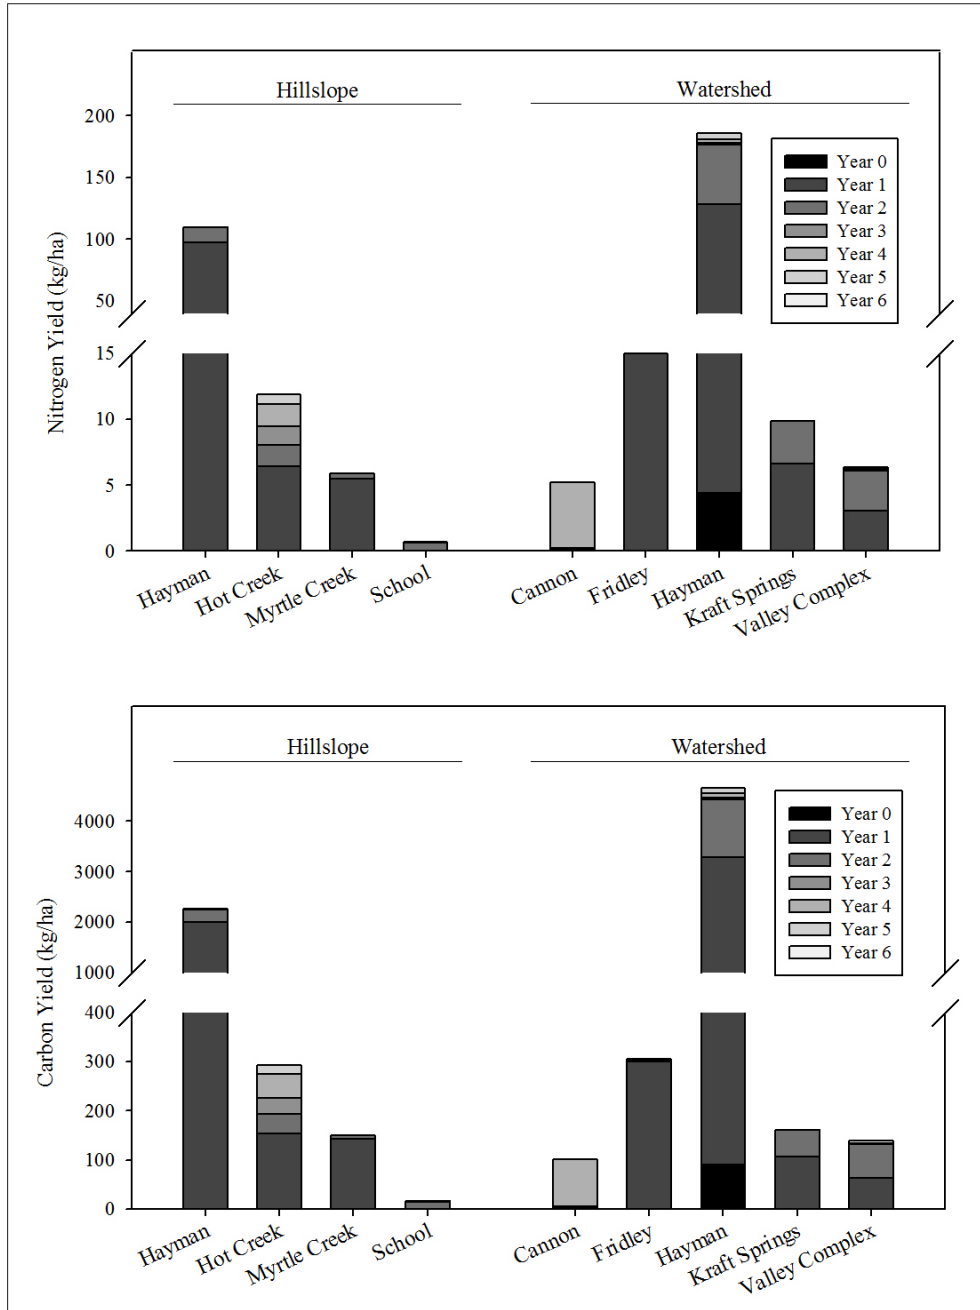 Hillslope
Watershed
200
150
100
50
15
10
5
0
Nitrogen Yield (kg/ha)
Year 0
Year 1
Year 2
Year 3
Year 4
Year 5
Year 6
Hayman
Hot Creek
Myrtle Creek
School
Cannon
Fridley
Hayman
Kraft Springs
Valley Complex
Hillslope
Watershed
4000
3000
2000
1000
400
300
200
100
0
Carbon Yield (kg/ha)
Year 0
Year 1
Year 2
Year 3
Year 4
Year 5
Year 6
Hayman
Hot Creek
Myrtle Creek
School
Cannon
Fridley
Hayman
Kraft Springs
Valley Complex